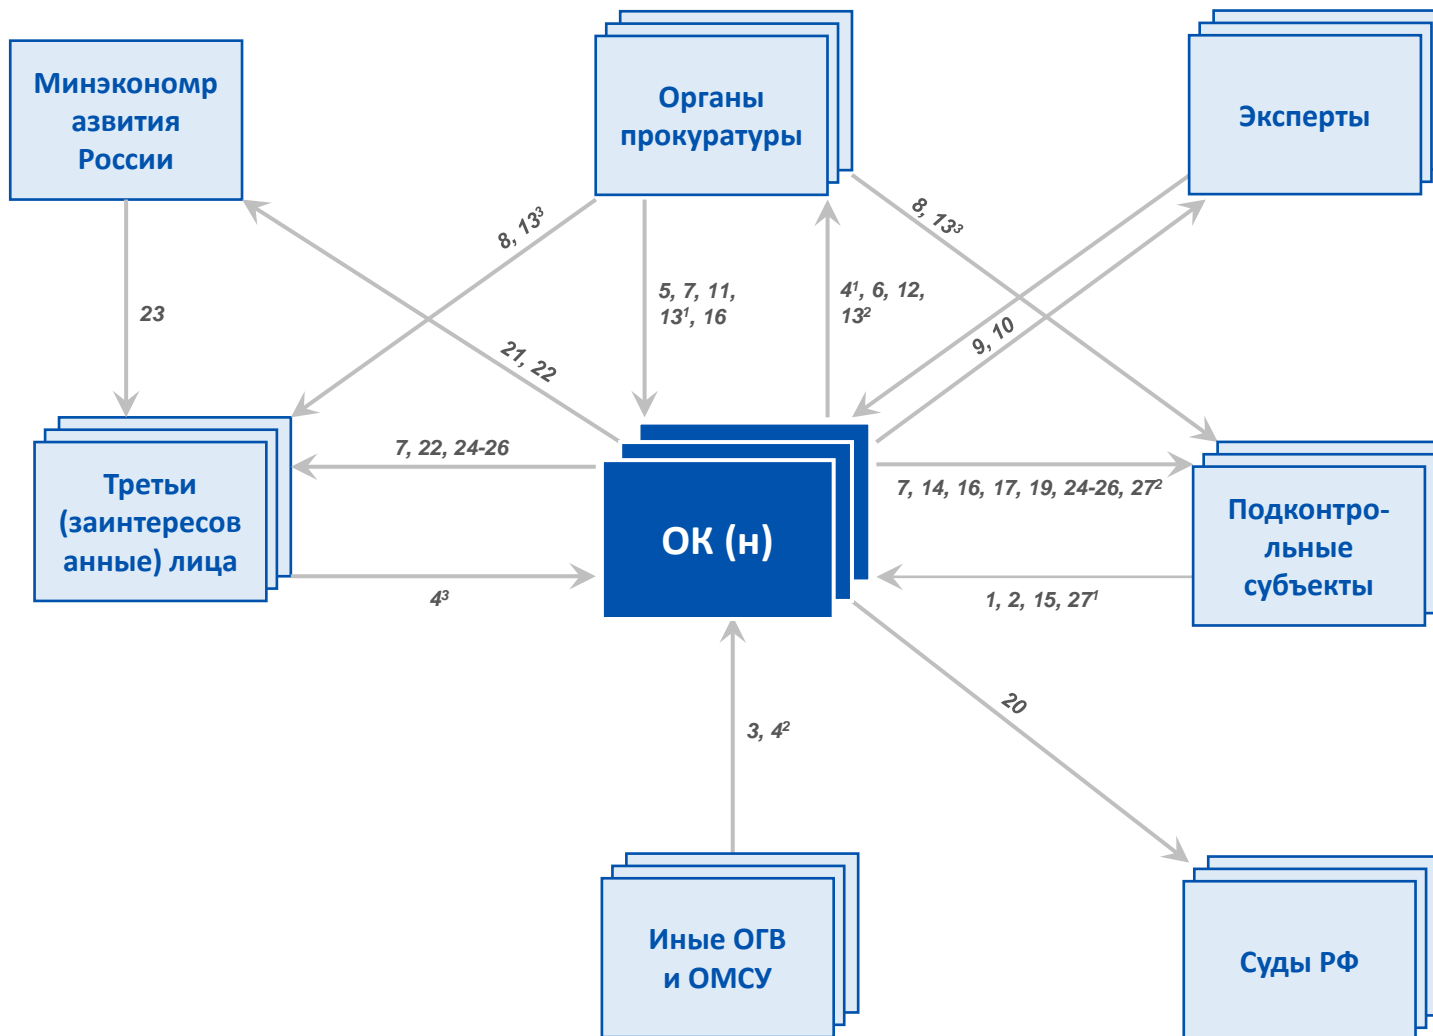 Минэкономр
азвития
России
Органы
прокуратуры
Эксперты
8, 13³
8, 13³
23
5, 7, 11,
13¹, 16
4¹, 6, 12,
13²
9, 10
21, 22
7, 22, 24-26
7, 14, 16, 17, 19, 24-26, 27²
Третьи
(заинтересов
анные) лица
ОК (н)
Подконтро-
льные
субъекты
4³
1, 2, 15, 27¹
20
3, 4²
Иные ОГВ
и ОМСУ
Суды РФ